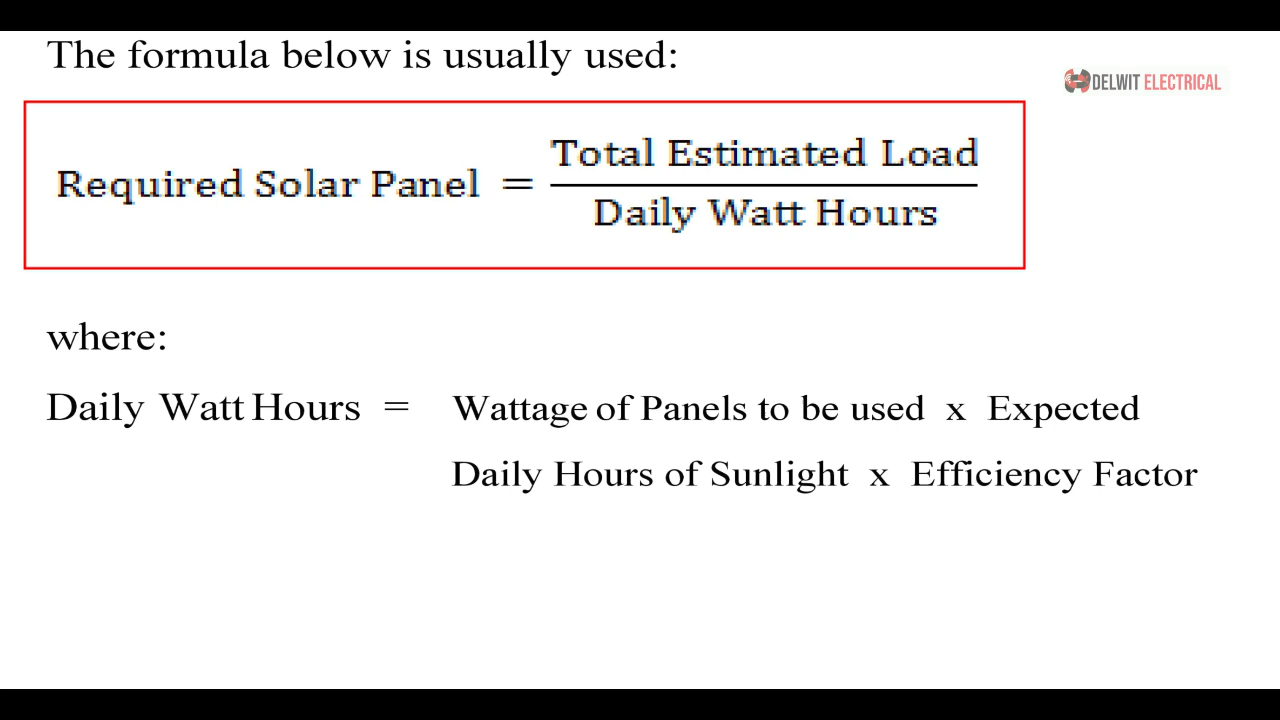 The formula below is usually used:
DELWIT ELECTRICAL
Required Solar Panel = Total Estimated Load
Daily Watt Hours
where:
Daily Watt Hours = Wattage of Panels to be used x Expected
Daily Hours of Sunlight x Efficiency Factor